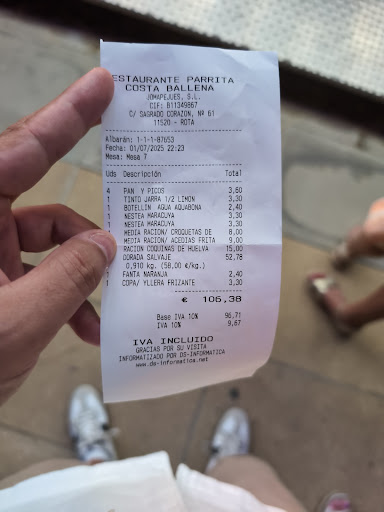 RESTAURANTE PARRITA
COSTA BALLENA
JOMAPEJUES, S.L.
CIF: B11349867
C/ SAGRADO CORAZON, Nº 61
11520 - ROTA
Albarán: 1-1-1-87653
Fecha: 01/07/2025 22:23
Mesa: Mesa 7
Uds Descripción Total
4 PAN Y PICOS 3,60
1 TINTO JARRA 1/2 LIMON 3,30
1 BOTELLIN AGUA AQUABONA 2,40
1 NESTEA MARACUYA 3,30
1 NESTEA MARACUYA 3,30
1 MEDIA RACION/ CROQUETAS DE 8,00
1 MEDIA RACION/ ACEDIAS FRITA 9,00
RACION COQUINAS DE HUELVA 15,00
DORADA SALVAJE 52,78
0,910 kg. (58,00 €/kg.)
1 FANTA NARANJA 2,40
1 COPA/ YLLERA FRIZANTE 3,30
€ 106,38
Base IVA 10% 96,71
IVA 10% 9,67
IVA INCLUIDO
GRACIAS POR SU VISITA
INFORMATIZADO POR DS-INFORMATICA
www.ds-informatica.net